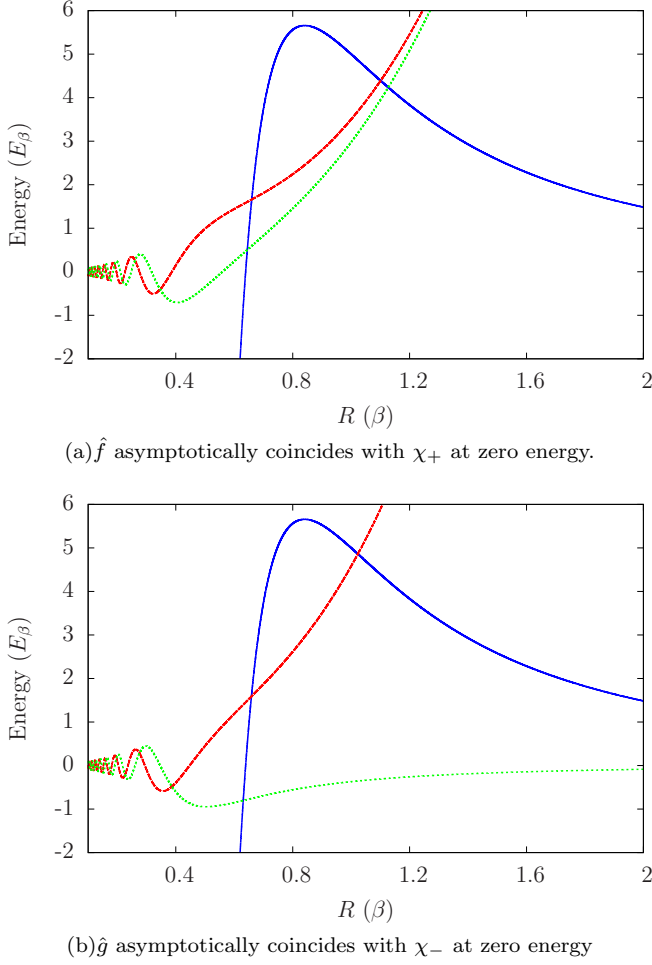 6
5
4
3
2
1
0
-1
-2
Energy (E_β)
0.4 0.8 1.2 1.6 2
R (β)
(a) f̂ asymptotically coincides with χ₊ at zero energy.
6
5
4
3
2
1
0
-1
-2
Energy (E_β)
0.4 0.8 1.2 1.6 2
R (β)
(b) ĝ asymptotically coincides with χ₋ at zero energy